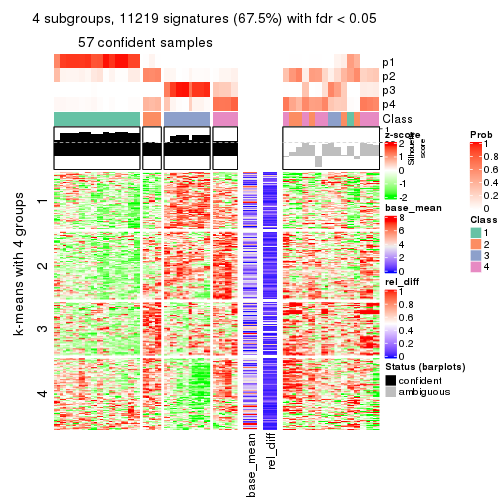 4 subgroups, 11219 signatures (67.5%) with fdr < 0.05
57 confident samples
p1
p2
p3
p4
Class
1
Silhouette score
k-means with 4 groups
1
2
3
4
base_mean
rel_diff
z-score
2
1
0
-1
-2
base_mean
8
6
4
2
0
rel_diff
1
0.8
0.6
0.4
0.2
0
Status (barplots)
confident
ambiguous
Prob
1
0.8
0.6
0.4
0.2
0
Class
1
2
3
4